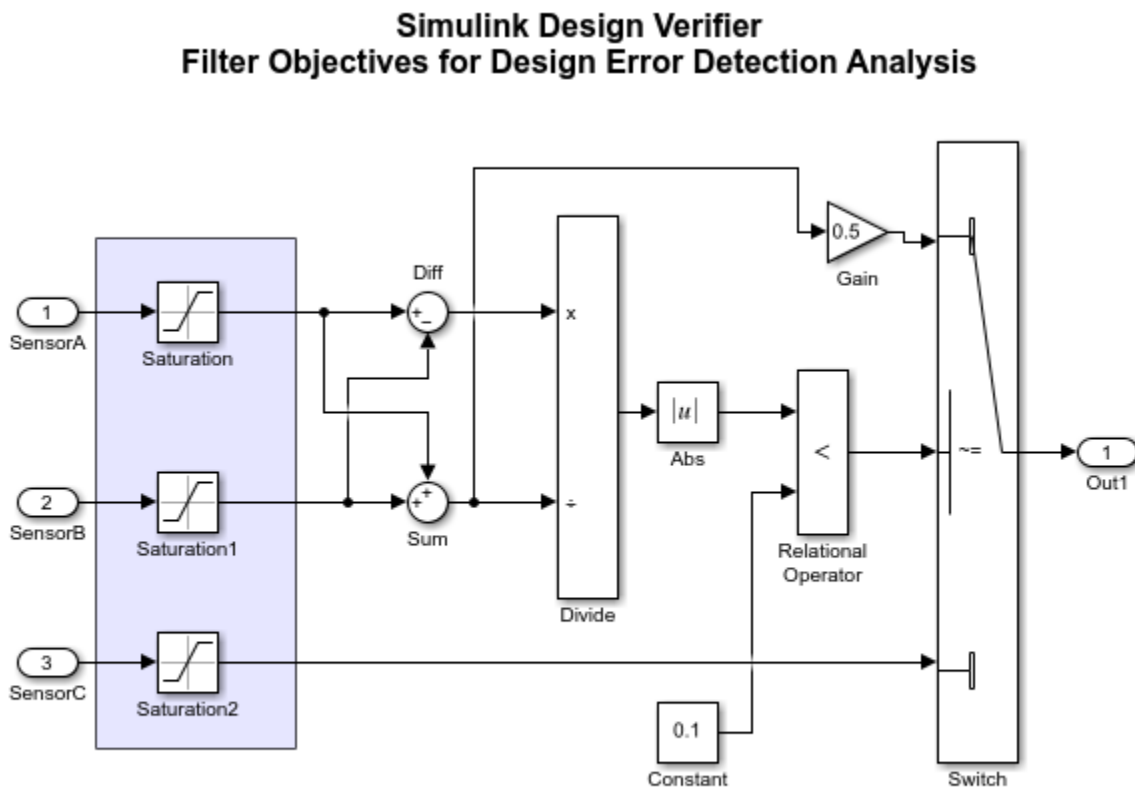 Simulink Design Verifier
Filter Objectives for Design Error Detection Analysis
0.5
Gain
Diff
1
SensorA
+
−
x
Saturation
|u|
Abs
<
~=
1
Out1
2
SensorB
+
+
÷
Saturation1
Sum
Relational
Operator
Divide
3
SensorC
Saturation2
0.1
Constant
Switch